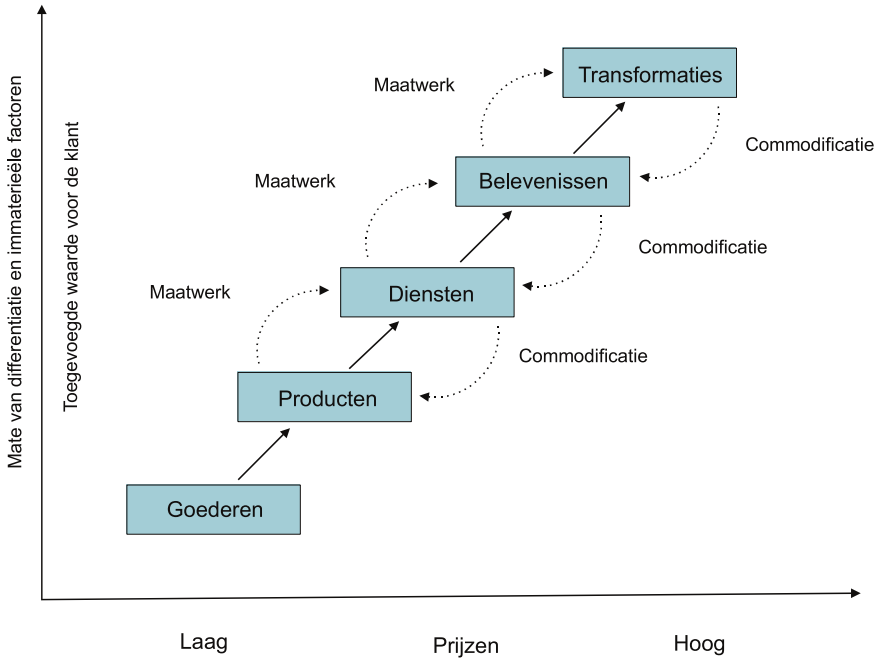 Mate van differentiatie en immaterieële factoren
Toegevoegde waarde voor de klant
Transformaties
Maatwerk
Commodificatie
Belevenissen
Maatwerk
Commodificatie
Diensten
Maatwerk
Commodificatie
Producten
Goederen
Laag
Prijzen
Hoog